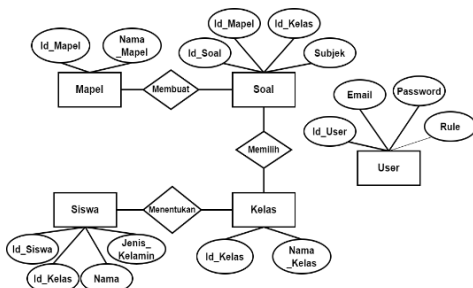 Id_Mapel
Nama
_Mapel
Id_Mapel
Id_Kelas
Id_Soal
Subjek
Mapel
Membuat
Soal
Email
Password
Id_User
Rule
Memilih
User
Siswa
Menentukan
Kelas
Id_Siswa
Jenis_
Kelamin
Id_Kelas
Nama
Id_Kelas
Nama
_Kelas